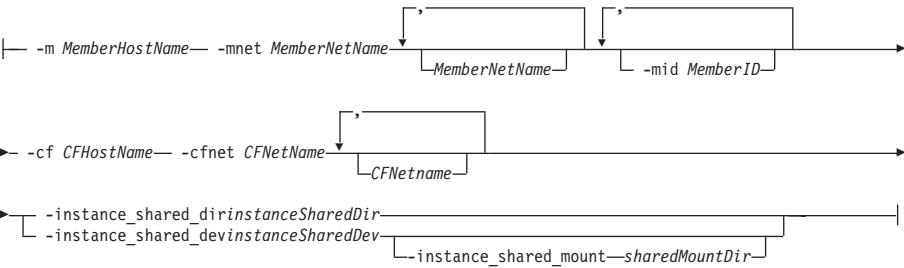 ,
,
-m MemberHostName -mnet MemberNetName
MemberNetName
-mid MemberID
,
-cf CFHostName -cfnet CFNetName
CFNetname
-instance_shared_dirinstanceSharedDir
-instance_shared_devinstanceSharedDev
-instance_shared_mount sharedMountDir